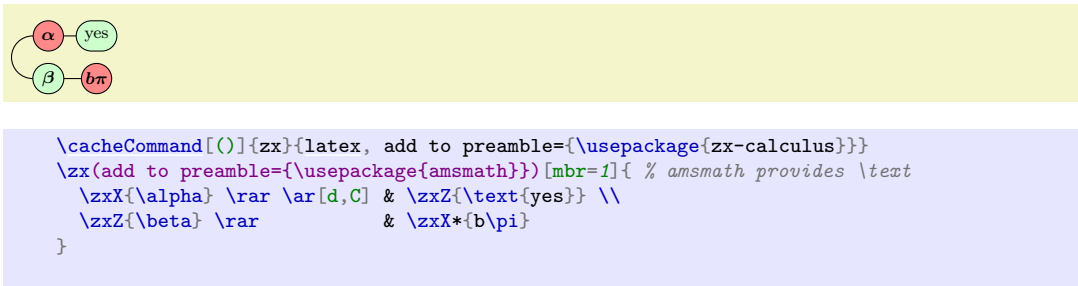 α yes
β bπ
\cacheCommand[()]{zx}{latex, add to preamble={\usepackage{zx-calculus}}}
\zx(add to preamble={\usepackage{amsmath}})[mbr=1]{ % amsmath provides \text
  \zxX{\alpha} \rar \ar[d,C] & \zxZ{\text{yes}} \\
  \zxZ{\beta} \rar           & \zxX*{b\pi}
}